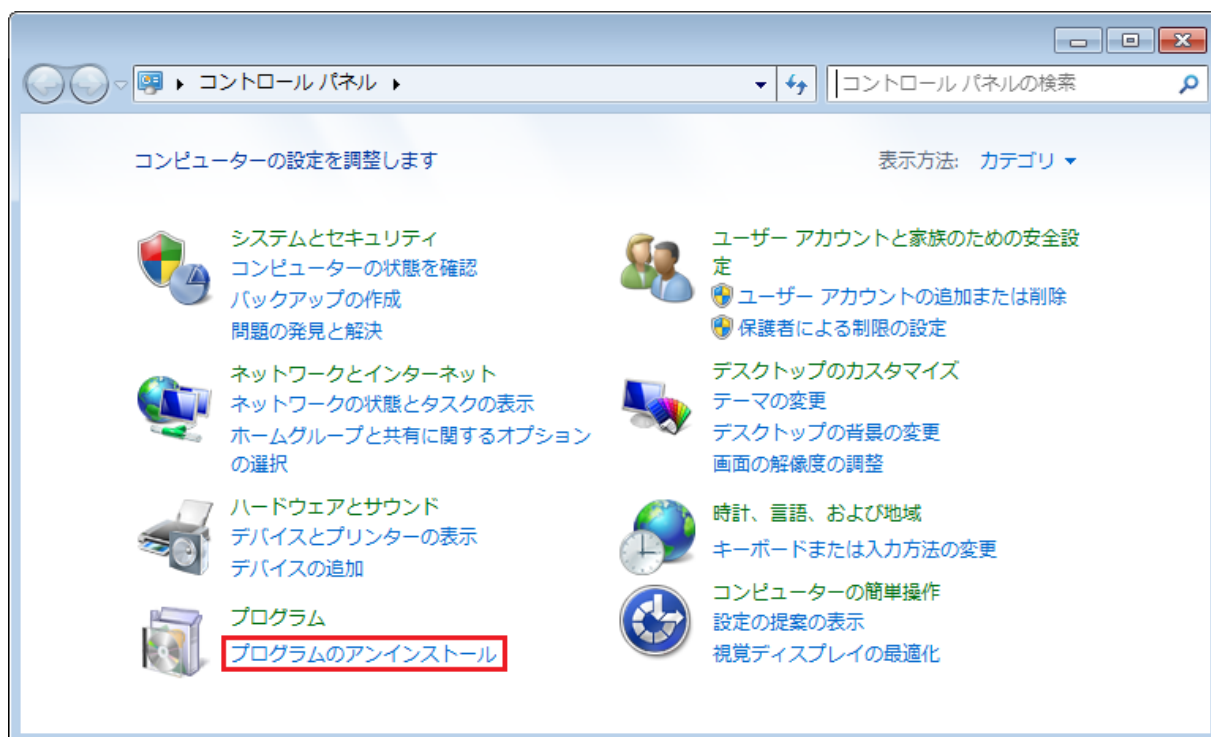 コントロール パネル
コントロール パネルの検索
コンピューターの設定を調整します
表示方法: カテゴリ
システムとセキュリティ
コンピューターの状態を確認
バックアップの作成
問題の発見と解決
ネットワークとインターネット
ネットワークの状態とタスクの表示
ホームグループと共有に関するオプション
の選択
ハードウェアとサウンド
デバイスとプリンターの表示
デバイスの追加
プログラム
プログラムのアンインストール
ユーザー アカウントと家族のための安全設
定
ユーザー アカウントの追加または削除
保護者による制限の設定
デスクトップのカスタマイズ
テーマの変更
デスクトップの背景の変更
画面の解像度の調整
時計、言語、および地域
キーボードまたは入力方法の変更
コンピューターの簡単操作
設定の提案の表示
視覚ディスプレイの最適化